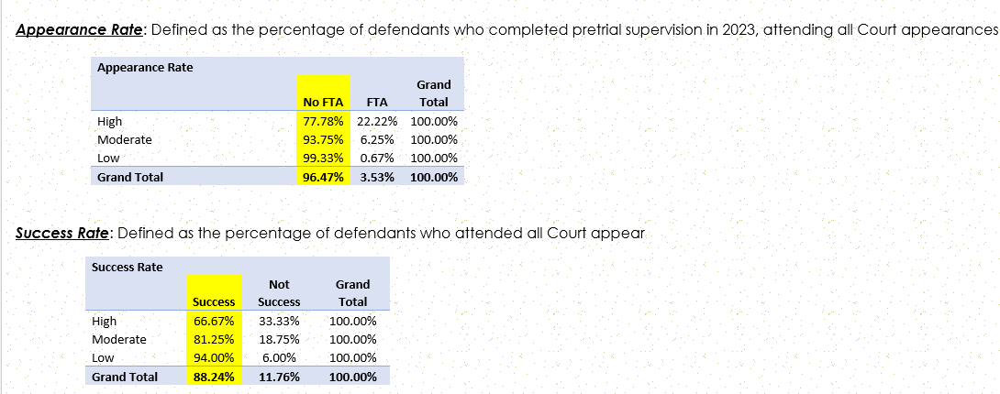 Appearance Rate: Defined as the percentage of defendants who completed pretrial supervision in 2023, attending all Court appearances
Appearance Rate
Grand
No FTA FTA Total
High 77.78% 22.22% 100.00%
Moderate 93.75% 6.25% 100.00%
Low 99.33% 0.67% 100.00%
Grand Total 96.47% 3.53% 100.00%
Success Rate: Defined as the percentage of defendants who attended all Court appear
Success Rate
Not Grand
Success Success Total
High 66.67% 33.33% 100.00%
Moderate 81.25% 18.75% 100.00%
Low 94.00% 6.00% 100.00%
Grand Total 88.24% 11.76% 100.00%